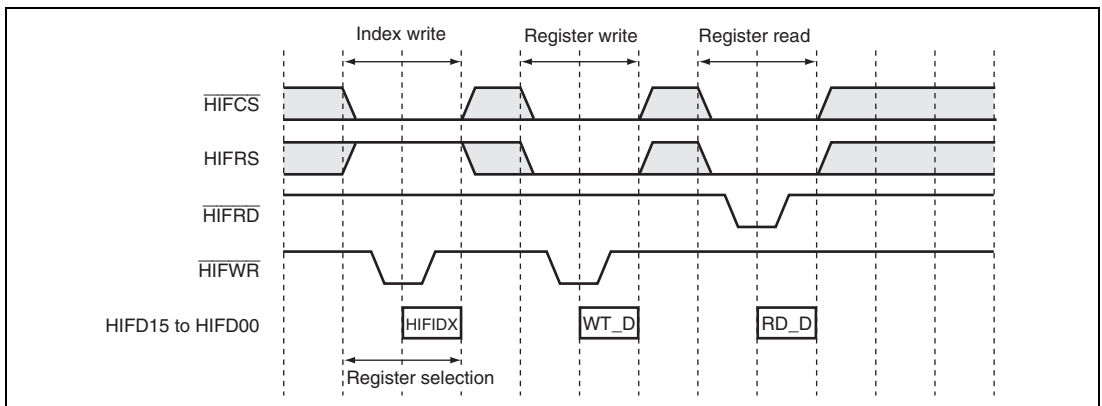 Index write Register write Register read
HIFCS
HIFRS
HIFRD
HIFWR
HIFD15 to HIFD00 HIFIDX WT_D RD_D
Register selection